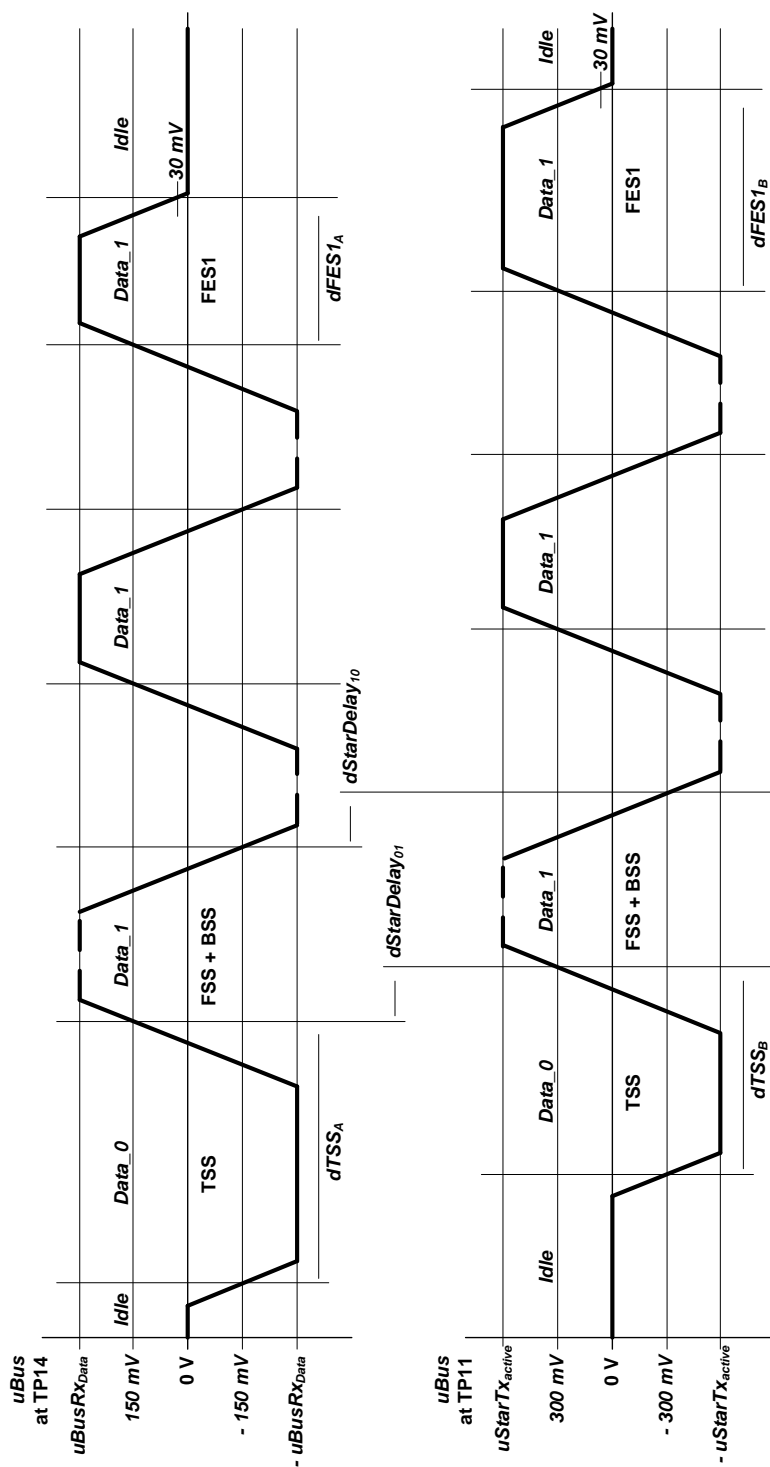 uBus
at TP14
uBusRxData
150 mV
0 V
- 150 mV
- uBusRxData
Idle
Data_0
Data_1
Data_1
Data_1
Idle
TSS
FSS + BSS
FES1
30 mV
dTSSA
dFES1A
dStarDelay01
dStarDelay10
uBus
at TP11
uStarTxactive
300 mV
0 V
- 300 mV
- uStarTxactive
Idle
Data_0
Data_1
Data_1
Data_1
Idle
TSS
FSS + BSS
FES1
30 mV
dTSSB
dFES1B